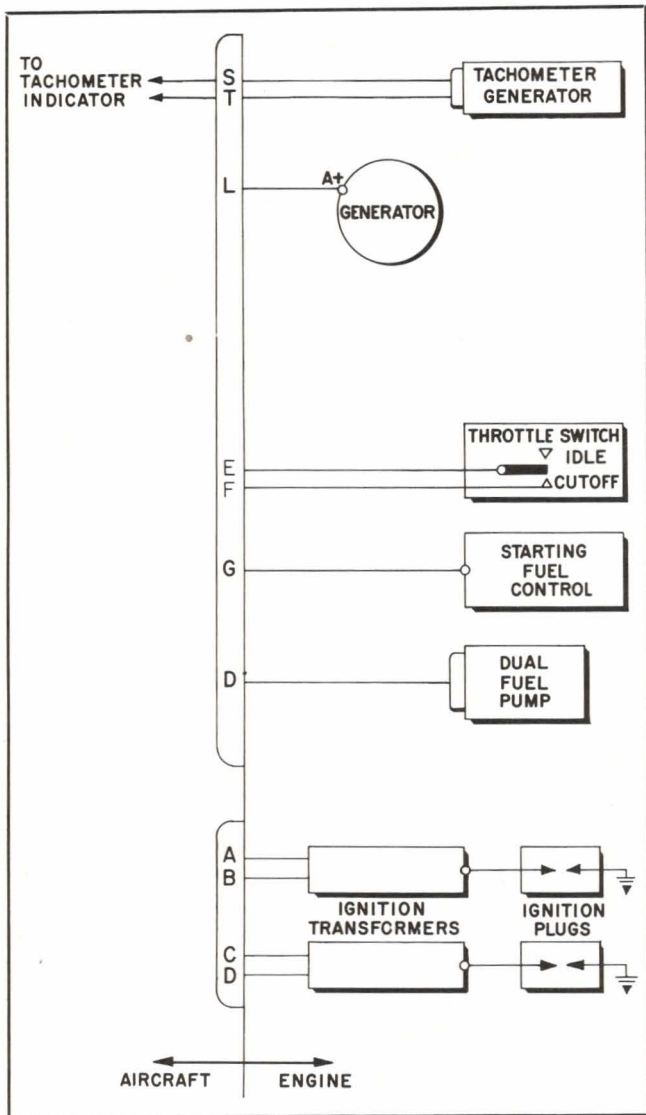 TO
TACHOMETER
INDICATOR
S
T
TACHOMETER
GENERATOR
L
A+
GENERATOR
THROTTLE SWITCH
IDLE
CUTOFF
E
F
G
STARTING
FUEL
CONTROL
D
DUAL
FUEL
PUMP
A
B
IGNITION
TRANSFORMERS
IGNITION
PLUGS
C
D
AIRCRAFT
ENGINE